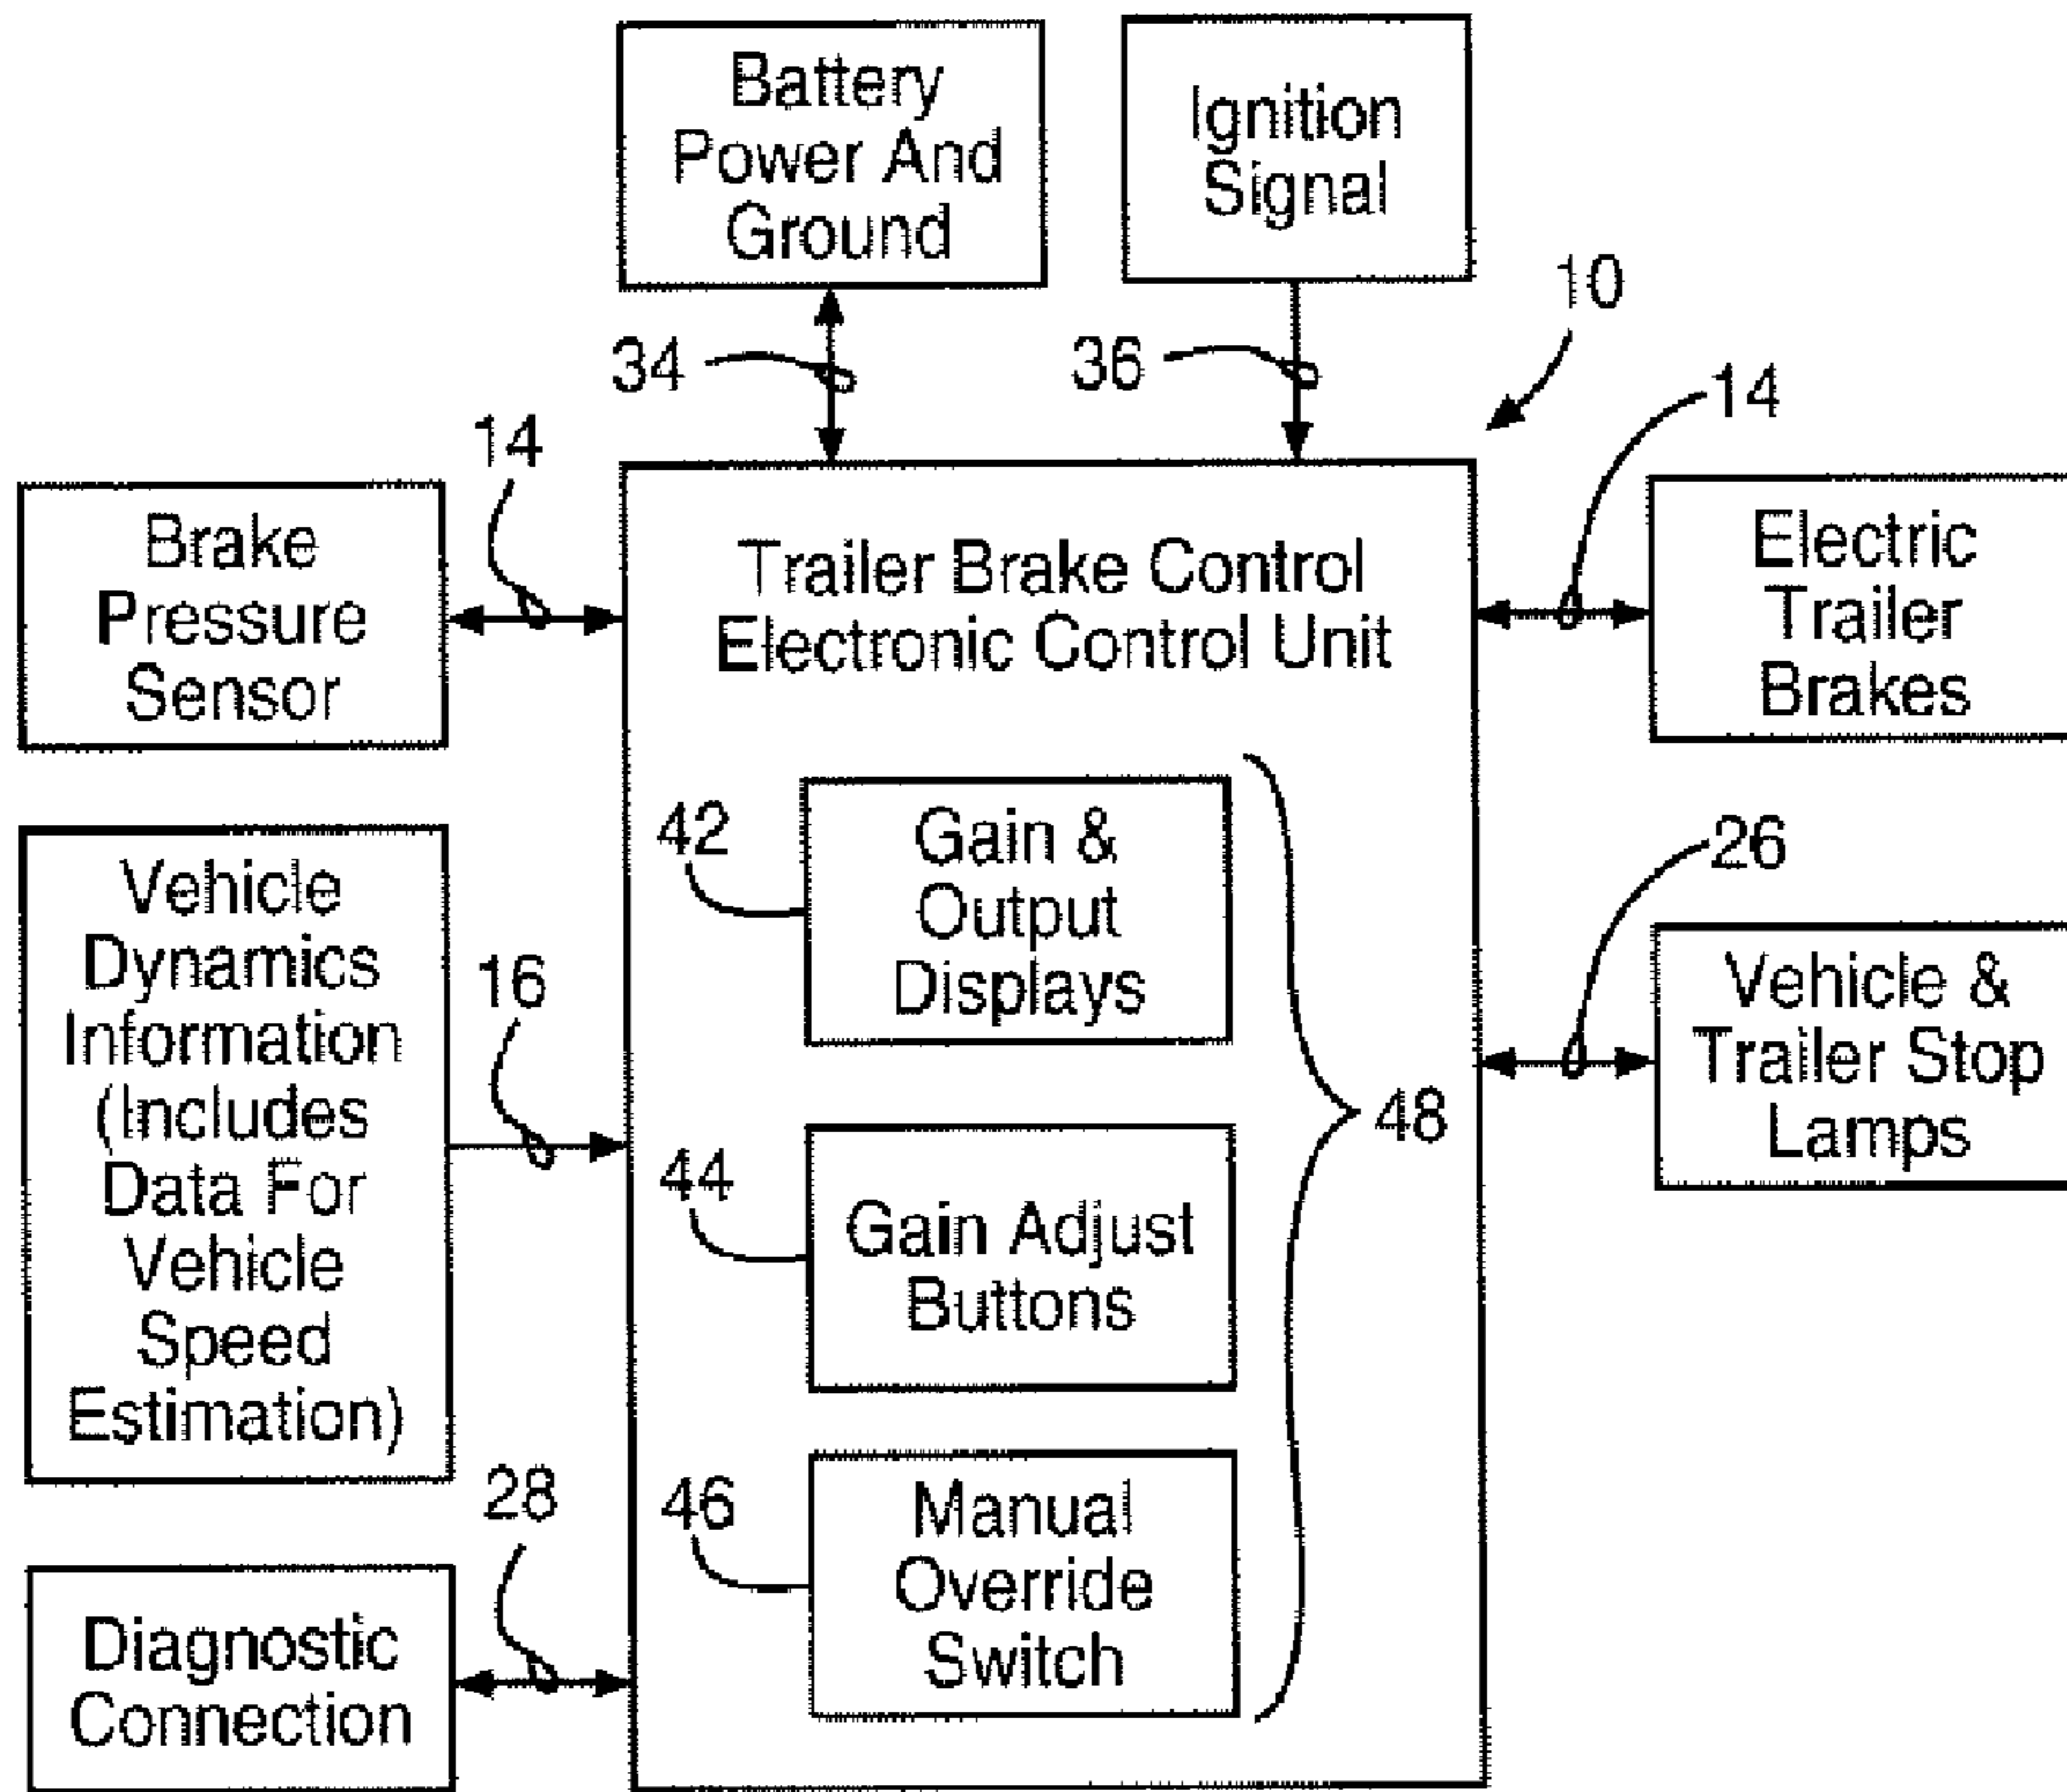 Battery
Power And
Ground
Ignition
Signal
10
34
36
14
14
Brake
Pressure
Sensor
Trailer Brake Control
Electronic Control Unit
Electric
Trailer
Brakes
42
Gain &
Output
Displays
26
Vehicle
Dynamics
Information
(Includes
Data For
Vehicle
Speed
Estimation)
16
Vehicle &
Trailer Stop
Lamps
48
44
Gain Adjust
Buttons
28
46
Manual
Override
Switch
Diagnostic
Connection